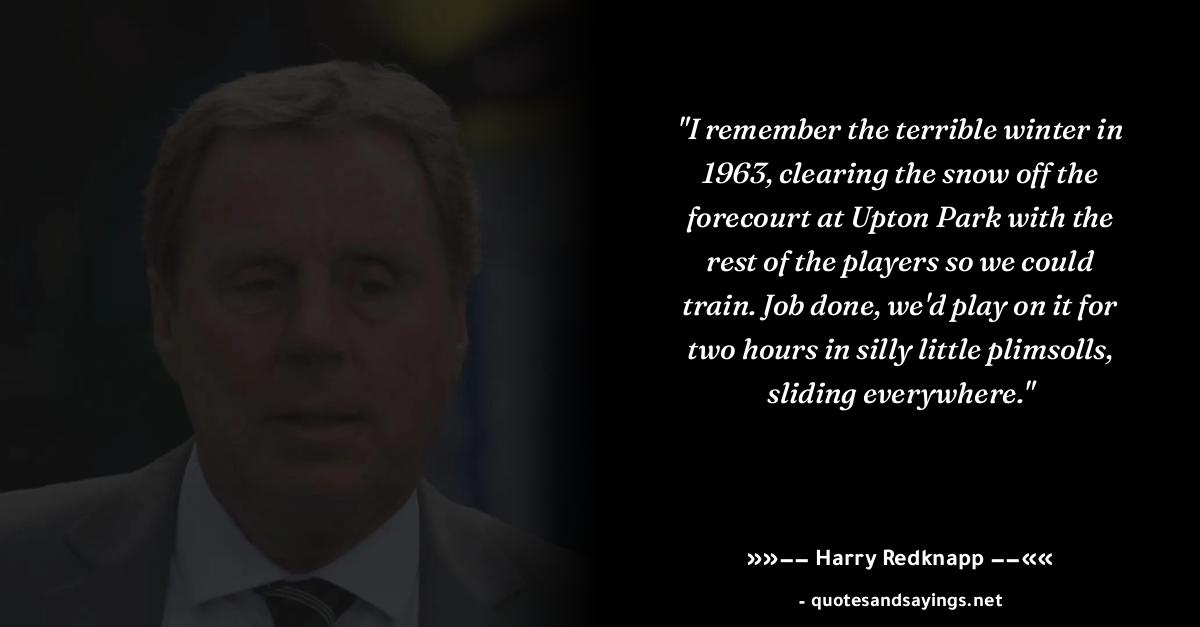 "I remember the terrible winter in
1963, clearing the snow off the
forecourt at Upton Park with the
rest of the players so we could
train. Job done, we'd play on it for
two hours in silly little plimsolls,
sliding everywhere."
»»−− Harry Redknapp −−««
- quotesandsayings.net